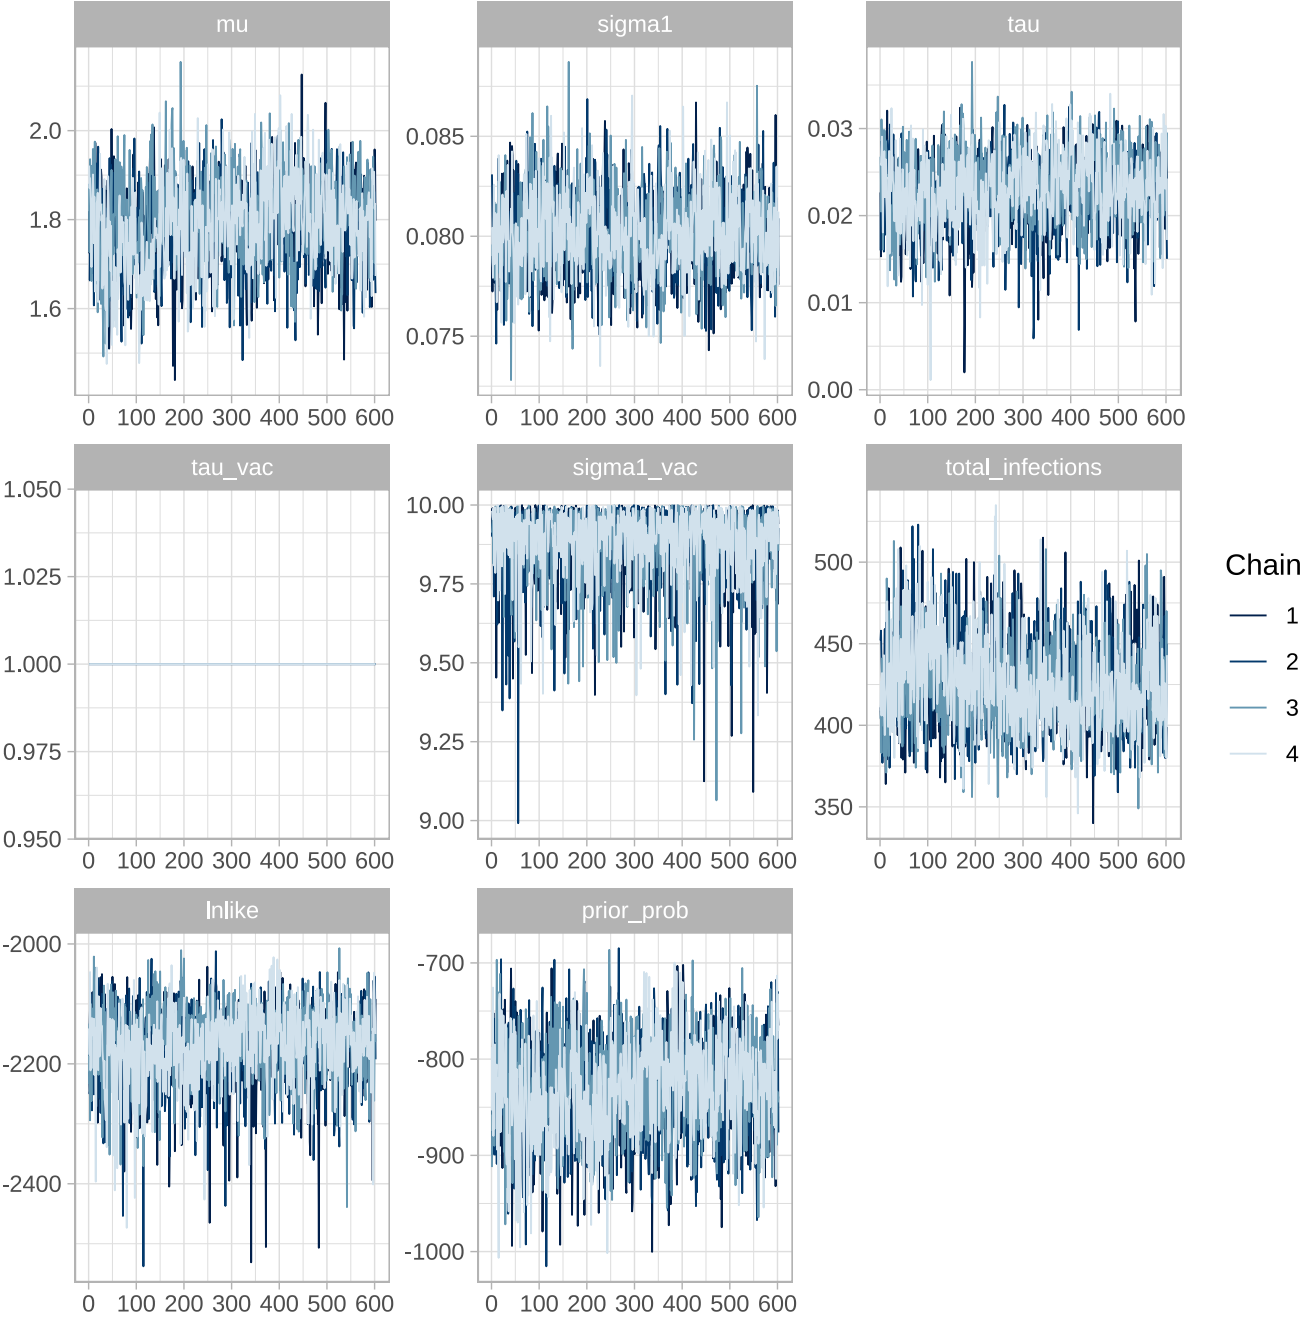 mu
sigma1
tau
2.0
1.8
1.6
0 100 200 300 400 500 600
0.085
0.080
0.075
0 100 200 300 400 500 600
0.03
0.02
0.01
0.00
0 100 200 300 400 500 600
tau_vac
sigma1_vac
total_infections
1.050
1.025
1.000
0.975
0.950
0 100 200 300 400 500 600
10.00
9.75
9.50
9.25
9.00
0 100 200 300 400 500 600
500
450
400
350
0 100 200 300 400 500 600
lnlike
prior_prob
-2000
-2200
-2400
0 100 200 300 400 500 600
-700
-800
-900
-1000
0 100 200 300 400 500 600
Chain
1
2
3
4